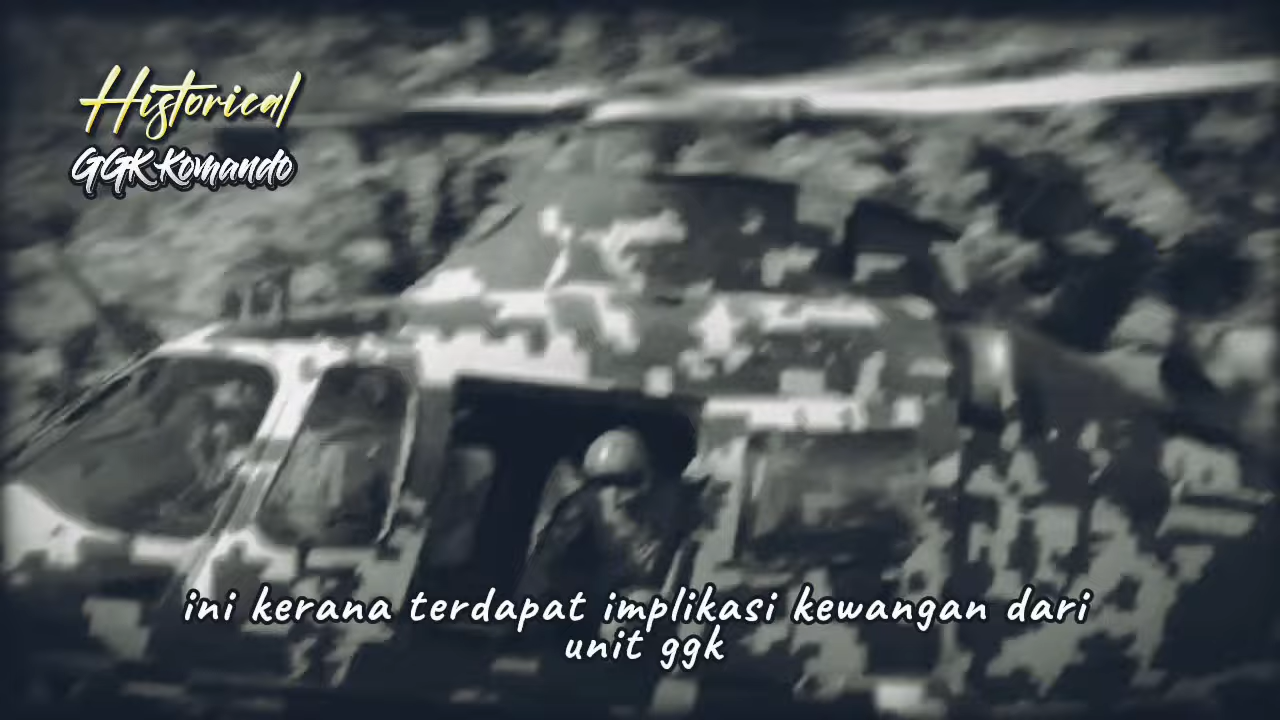 Historical
GGK Komando
ini kerana terdapat implikasi kewangan dari
unit ggk